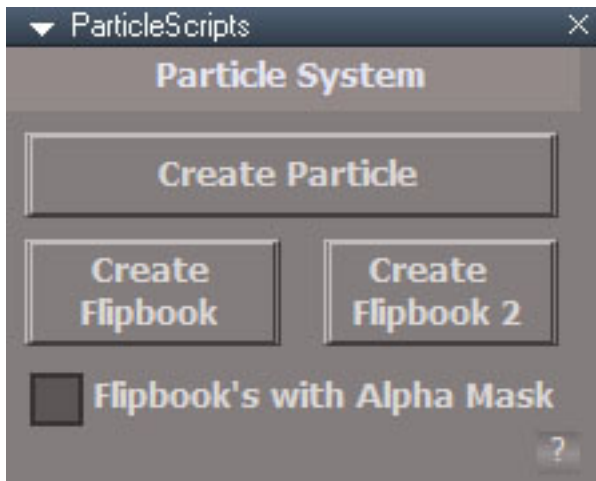 ParticleScripts
Particle System
Create Particle
Create
Flipbook
Create
Flipbook 2
Flipbook's with Alpha Mask
?